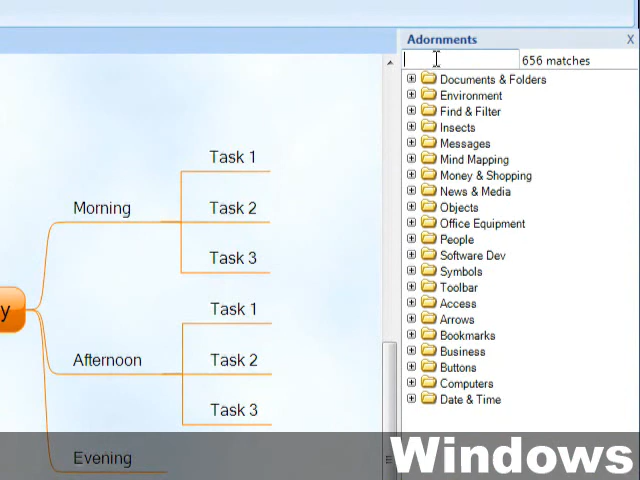 Adornments X
656 matches
Documents & Folders
Environment
Find & Filter
Insects
Messages
Mind Mapping
Money & Shopping
News & Media
Objects
Office Equipment
People
Software Dev
Symbols
Toolbar
Access
Arrows
Bookmarks
Business
Buttons
Computers
Date & Time
y
Morning
Task 1
Task 2
Task 3
Afternoon
Task 1
Task 2
Task 3
Evening
Windows